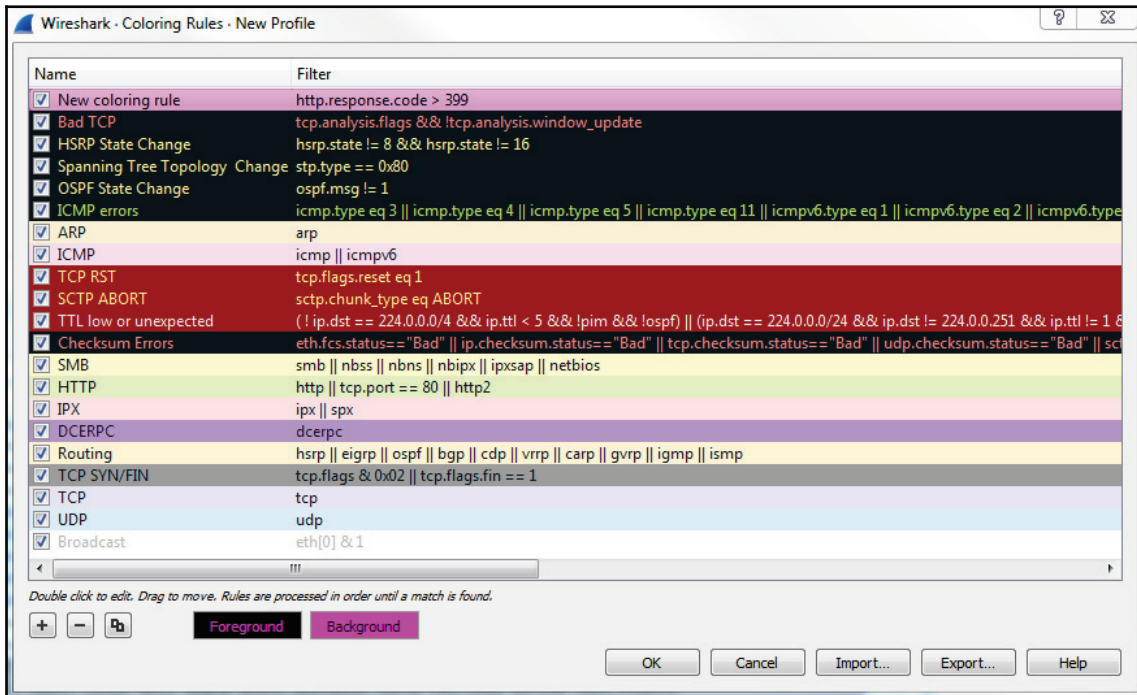 Wireshark · Coloring Rules · New Profile
Name Filter
New coloring rule http.response.code > 399
Bad TCP tcp.analysis.flags && !tcp.analysis.window_update
HSRP State Change hsrp.state != 8 && hsrp.state != 16
Spanning Tree Topology Change stp.type == 0x80
OSPF State Change ospf.msg != 1
ICMP errors icmp.type eq 3 || icmp.type eq 4 || icmp.type eq 5 || icmp.type eq 11 || icmpv6.type eq 1 || icmpv6.type eq 2 || icmpv6.type
ARP arp
ICMP icmp || icmpv6
TCP RST tcp.flags.reset eq 1
SCTP ABORT sctp.chunk_type eq ABORT
TTL low or unexpected ( ! ip.dst == 224.0.0.0/4 && ip.ttl < 5 && !pim && !ospf) || (ip.dst == 224.0.0.0/24 && ip.dst != 224.0.0.251 && ip.ttl != 1 &
Checksum Errors eth.fcs.status=="Bad" || ip.checksum.status=="Bad" || tcp.checksum.status=="Bad" || udp.checksum.status=="Bad" || sct
SMB smb || nbss || nbns || nbipx || ipxsap || netbios
HTTP http || tcp.port == 80 || http2
IPX ipx || spx
DCERPC dcerpc
Routing hsrp || eigrp || ospf || bgp || cdp || vrrp || carp || gvrp || igmp || ismp
TCP SYN/FIN tcp.flags & 0x02 || tcp.flags.fin == 1
TCP tcp
UDP udp
Broadcast eth[0] & 1
Double click to edit. Drag to move. Rules are processed in order until a match is found.
Foreground Background
OK Cancel Import... Export... Help